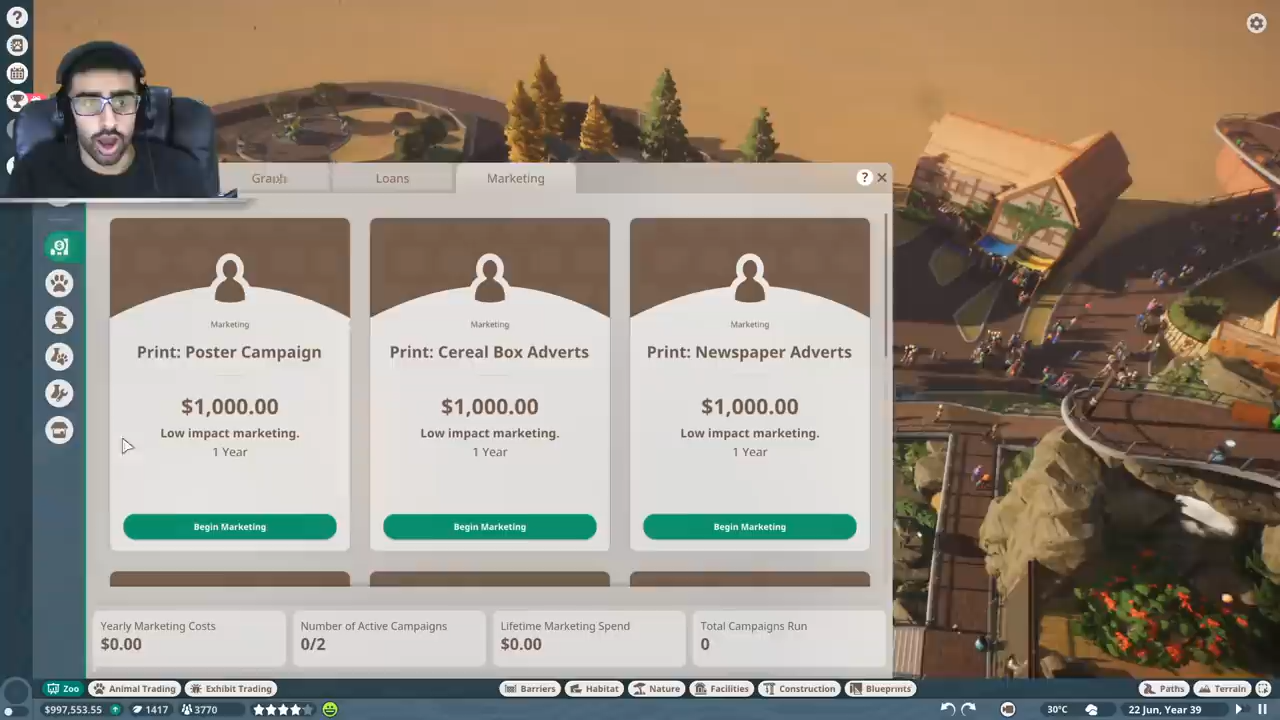 Graph
Loans
Marketing
?
Marketing
Print: Poster Campaign
$1,000.00
Low impact marketing.
1 Year
Begin Marketing
Marketing
Print: Cereal Box Adverts
$1,000.00
Low impact marketing.
1 Year
Begin Marketing
Marketing
Print: Newspaper Adverts
$1,000.00
Low impact marketing.
1 Year
Begin Marketing
Yearly Marketing Costs
$0.00
Number of Active Campaigns
0/2
Lifetime Marketing Spend
$0.00
Total Campaigns Run
0
Zoo
Animal Trading
Exhibit Trading
Barriers
Habitat
Nature
Facilities
Construction
Blueprints
Paths
Terrain
$997,553.55
1417
3770
30°C
22 Jun, Year 39